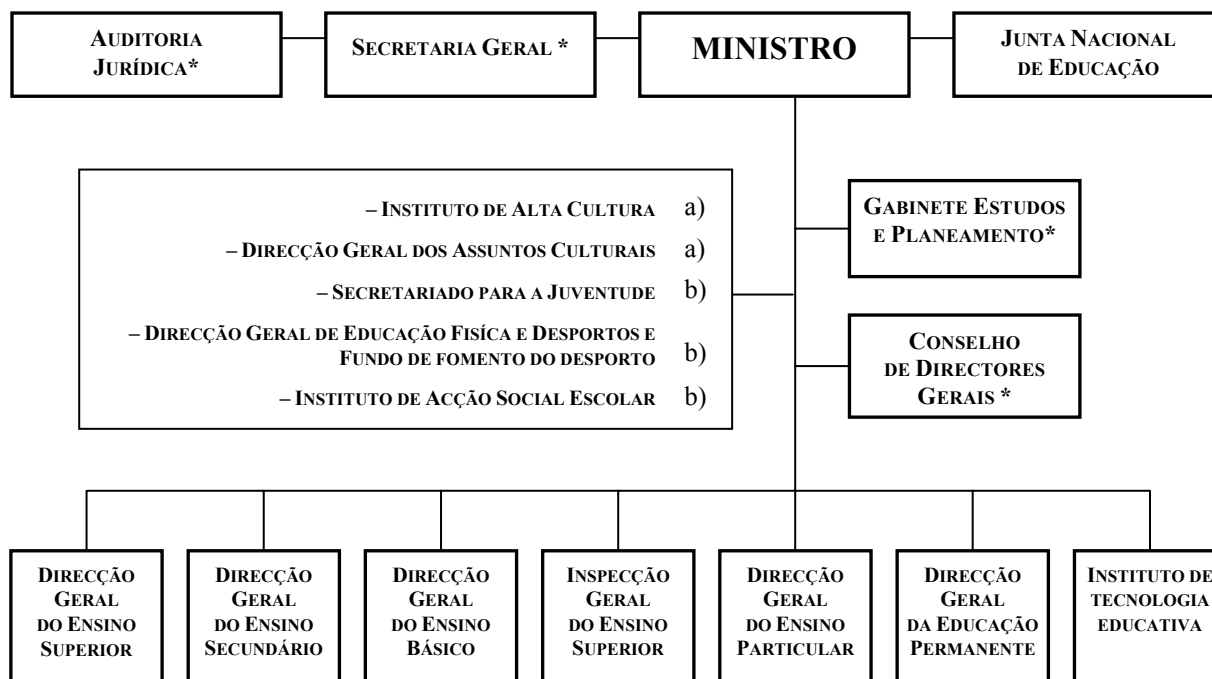 AUDITORIA
JURÍDICA*
SECRETARIA GERAL *
MINISTRO
JUNTA NACIONAL
DE EDUCAÇÃO
– INSTITUTO DE ALTA CULTURA a)
– DIRECÇÃO GERAL DOS ASSUNTOS CULTURAIS a)
– SECRETARIADO PARA A JUVENTUDE b)
– DIRECÇÃO GERAL DE EDUCAÇÃO FISÍCA E DESPORTOS E
FUNDO DE FOMENTO DO DESPORTO b)
– INSTITUTO DE ACÇÃO SOCIAL ESCOLAR b)
GABINETE ESTUDOS
E PLANEAMENTO*
CONSELHO
DE DIRECTORES
GERAIS *
DIRECÇÃO
GERAL
DO ENSINO
SUPERIOR
DIRECÇÃO
GERAL
DO ENSINO
SECUNDÁRIO
DIRECÇÃO
GERAL
DO ENSINO
BÁSICO
INSPECÇÃO
GERAL DO
ENSINO
SUPERIOR
DIRECÇÃO
GERAL
DO ENSINO
PARTICULAR
DIRECÇÃO
GERAL
DA EDUCAÇÃO
PERMANENTE
INSTITUTO DE
TECNOLOGIA
EDUCATIVA